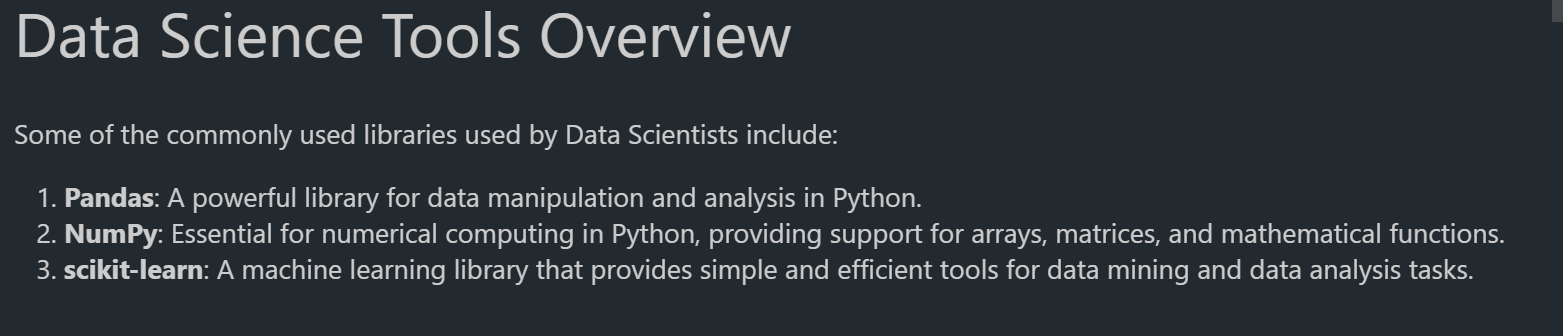 Data Science Tools Overview
Some of the commonly used libraries used by Data Scientists include:
1. Pandas: A powerful library for data manipulation and analysis in Python.
2. NumPy: Essential for numerical computing in Python, providing support for arrays, matrices, and mathematical functions.
3. scikit-learn: A machine learning library that provides simple and efficient tools for data mining and data analysis tasks.